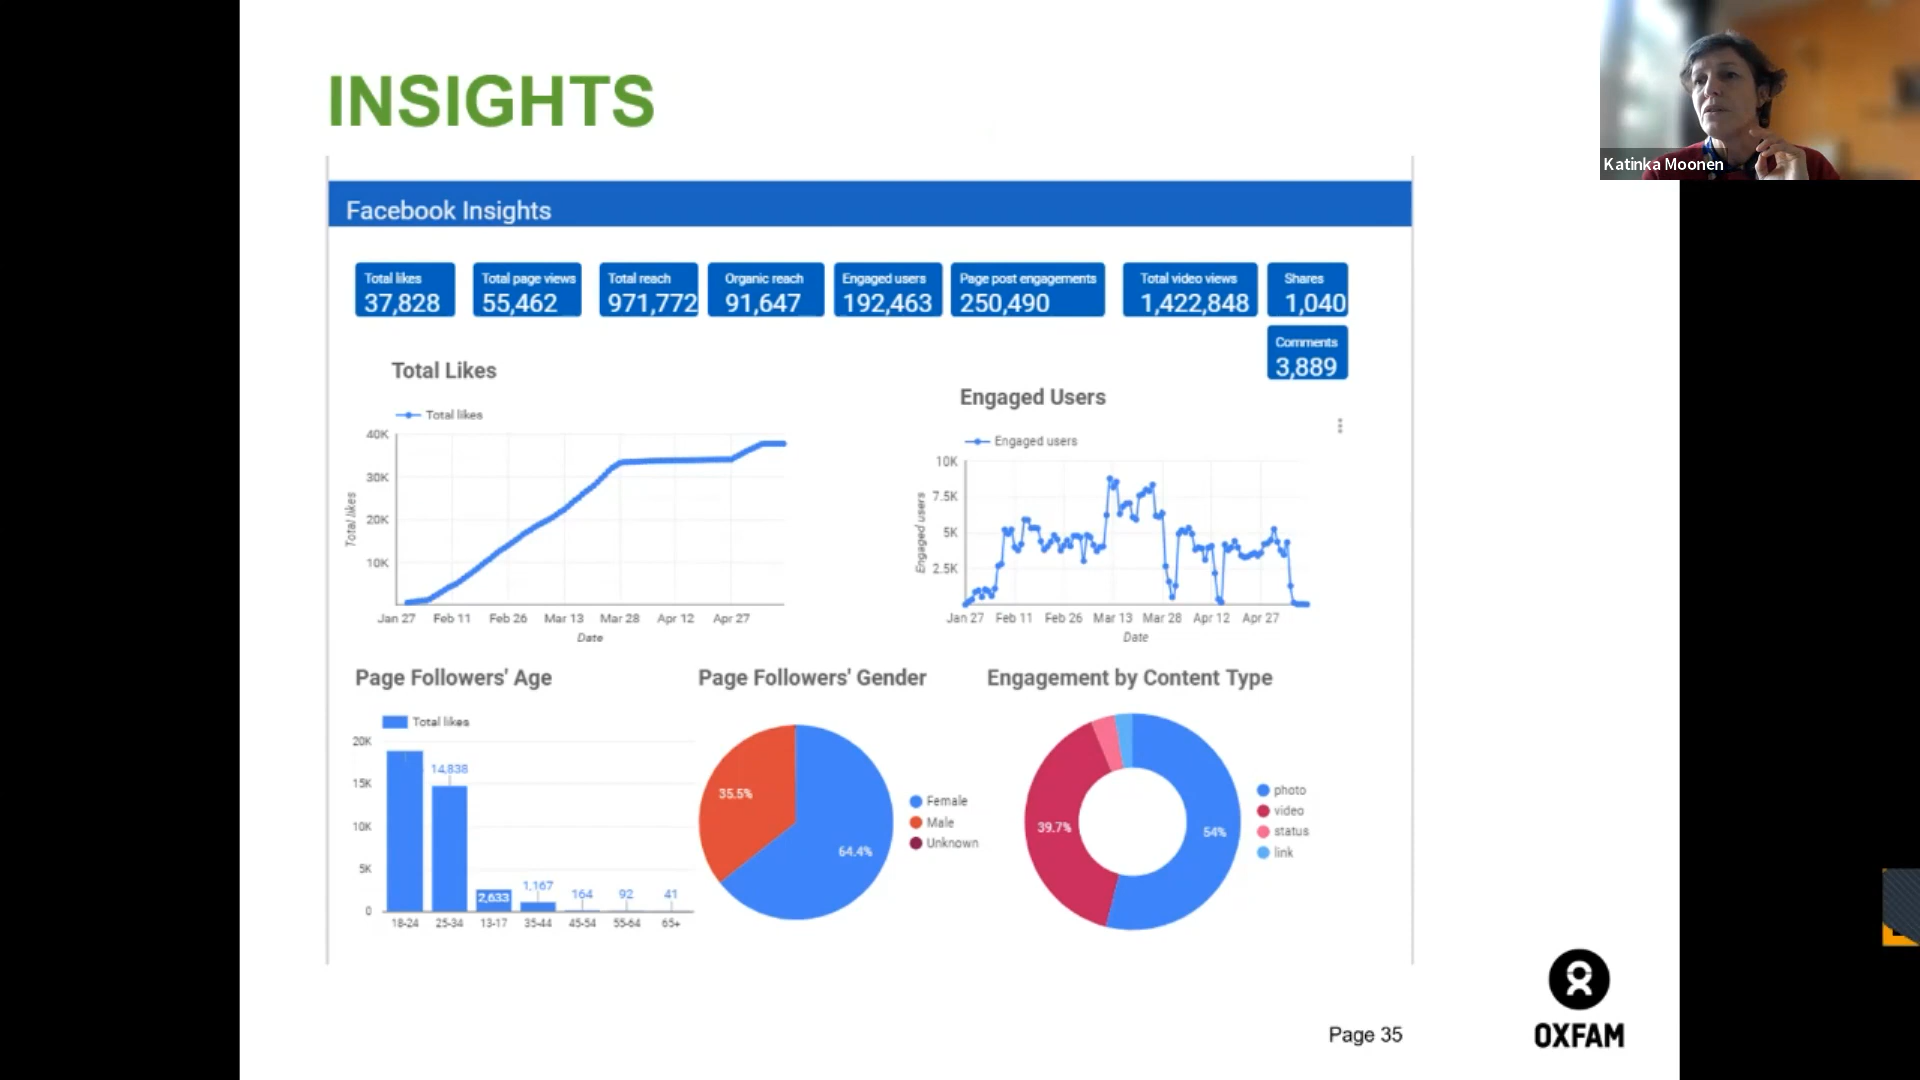 INSIGHTS
Katinka Moonen
Facebook Insights
Total likes
37,828
Total page views
55,462
Total reach
971,772
Organic reach
91,647
Engaged users
192,463
Page post engagements
250,490
Total video views
1,422,848
Shares
1,040
Comments
3,889
Total Likes
Total likes
40K
30K
20K
10K
Total likes
Jan 27 Feb 11 Feb 26 Mar 13 Mar 28 Apr 12 Apr 27
Date
Engaged Users
Engaged users
10K
7.5K
5K
2.5K
Engaged users
Jan 27 Feb 11 Feb 26 Mar 13 Mar 28 Apr 12 Apr 27
Date
Page Followers' Age
Total likes
20K
15K
10K
5K
0
14,838
2,633
1,167
164
92
41
18-24 25-34 13-17 35-44 45-54 55-64 65+
Page Followers' Gender
35.5%
64.4%
Female
Male
Unknown
Engagement by Content Type
39.7%
54%
photo
video
status
link
Page 35
OXFAM